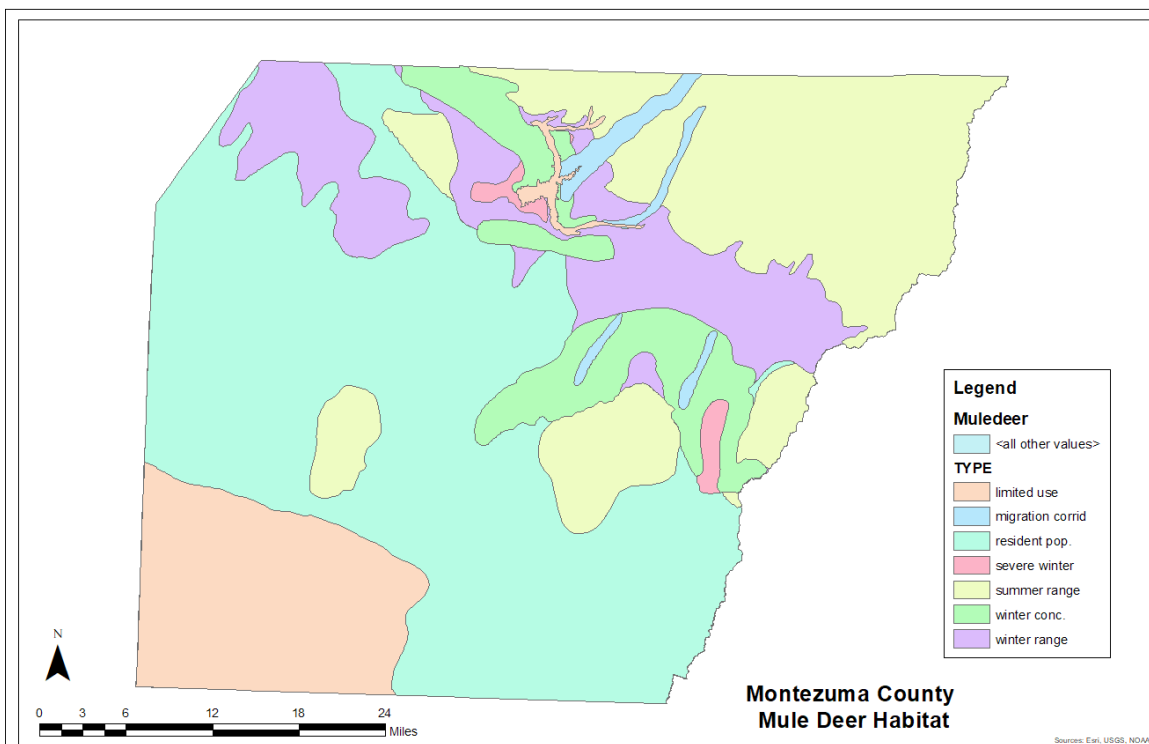 Legend
Muledeer
<all other values>
TYPE
limited use
migration corrid
resident pop.
severe winter
summer range
winter conc.
winter range
N
0 3 6 12 18 24
Miles
Montezuma County
Mule Deer Habitat
Sources: Esri, USGS, NOAA